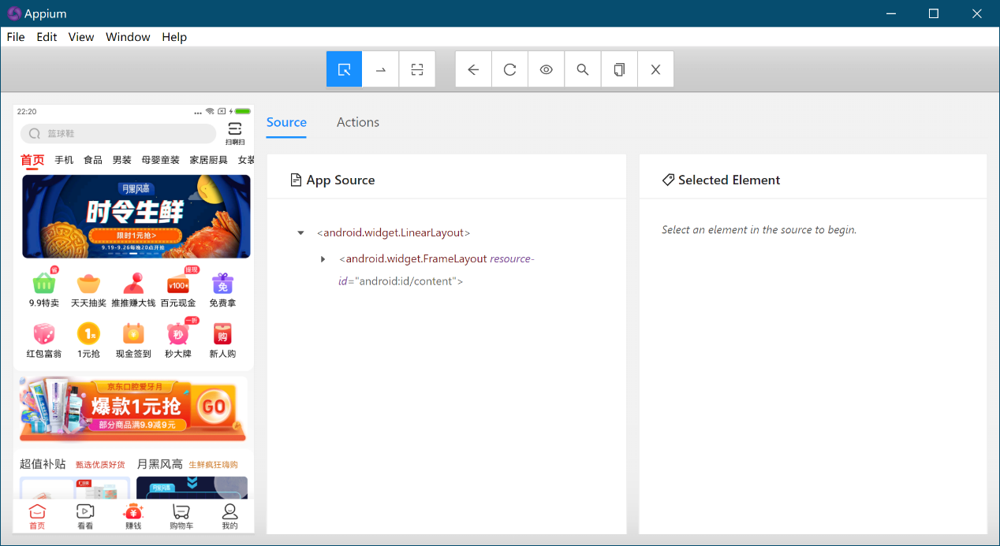 Appium
File Edit View Window Help
22:20
篮球鞋
扫啊扫
首页 手机 食品 男装 母婴童装 家居厨具 女装
月黑风高
时令生鲜
限时1元抢>
9.19-9.26每晚20点开抢
省 提现
¥100 免
9.9特卖 天天抽奖 推推赚大钱 百元现金 免费拿
一折
1元 秒 购
红包富翁 1元抢 现金签到 秒大牌 新人购
京东口腔爱牙月
爆款1元抢
GO
部分商品满9.9减9元
超值补贴 甄选优质好货 月黑风高 生鲜疯狂嗨购
月黑风高
首页 看看 赚钱 购物车 我的
Source Actions
App Source
<android.widget.LinearLayout>
<android.widget.FrameLayout resource-
id="android:id/content">
Selected Element
Select an element in the source to begin.